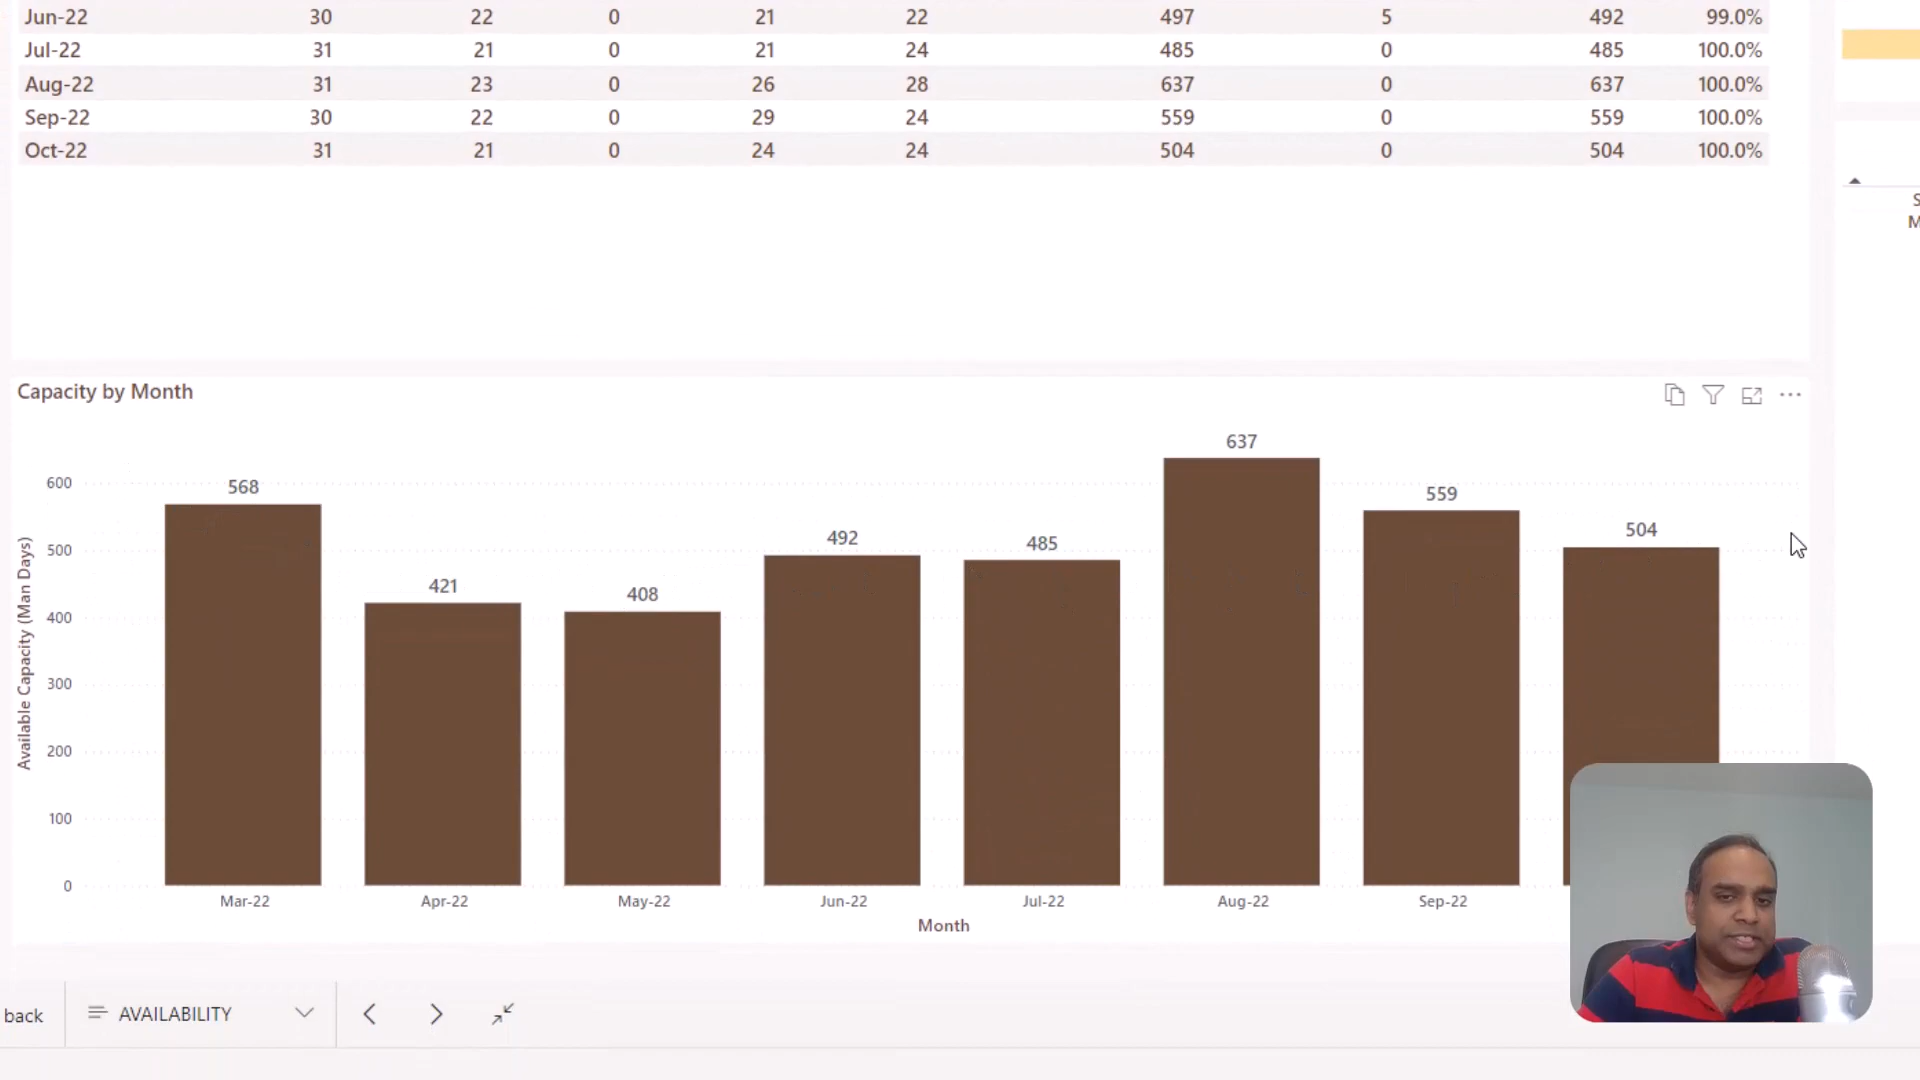 Jun-22 30 22 0 21 22 497 5 492 99.0%
Jul-22 31 21 0 21 24 485 0 485 100.0%
Aug-22 31 23 0 26 28 637 0 637 100.0%
Sep-22 30 22 0 29 24 559 0 559 100.0%
Oct-22 31 21 0 24 24 504 0 504 100.0%
S
M
Capacity by Month
637
568
559
504
492
485
421
408
600
500
400
300
200
100
0
Available Capacity (Man Days)
Mar-22 Apr-22 May-22 Jun-22 Jul-22 Aug-22 Sep-22
Month
back
AVAILABILITY